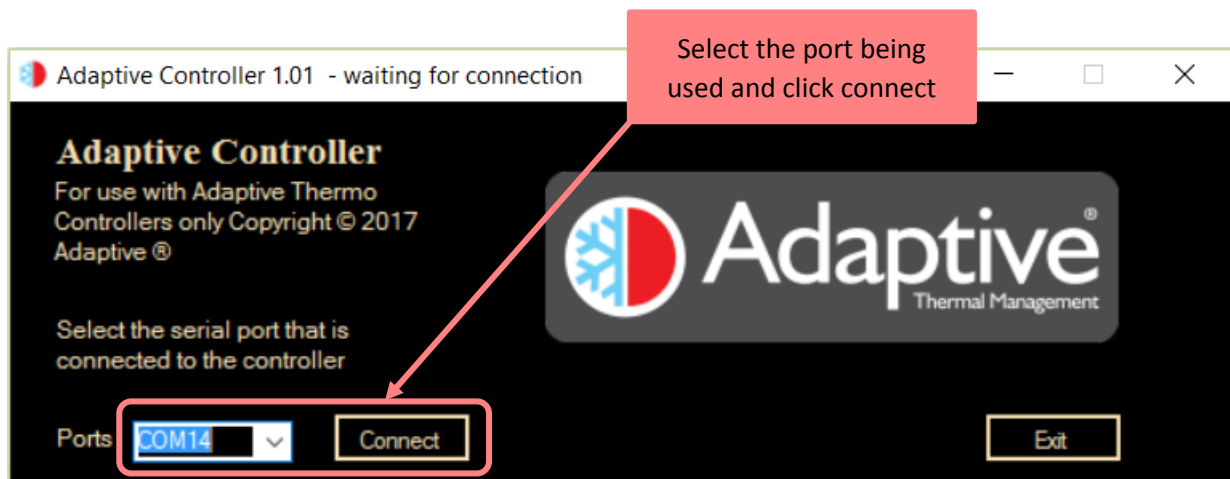 Select the port being
used and click connect
Adaptive Controller 1.01 - waiting for connection
Adaptive Controller
For use with Adaptive Thermo
Controllers only Copyright © 2017
Adaptive ®
Adaptive®
Thermal Management
Select the serial port that is
connected to the controller
Ports COM14 Connect Exit